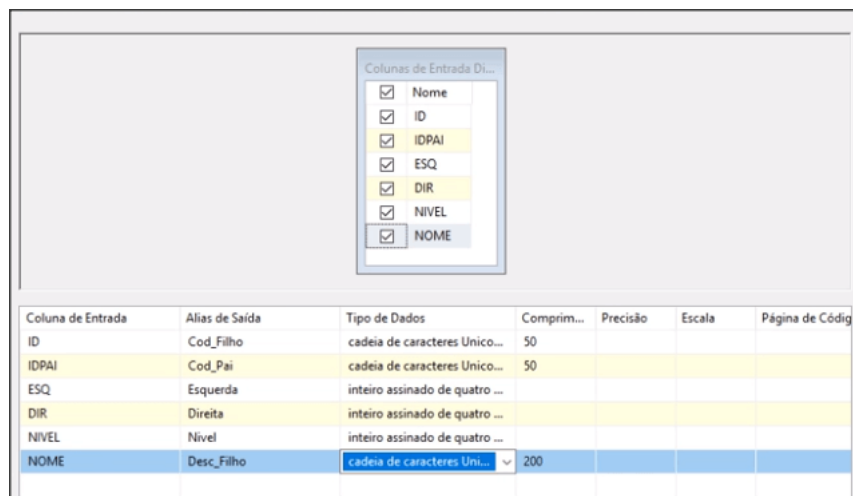 Colunas de Entrada Di...
Nome
ID
IDPAI
ESQ
DIR
NIVEL
NOME
Coluna de Entrada Alias de Saída Tipo de Dados Comprim... Precisão Escala Página de Códig
ID Cod_Filho cadeia de caracteres Unico... 50
IDPAI Cod_Pai cadeia de caracteres Unico... 50
ESQ Esquerda inteiro assinado de quatro ...
DIR Direita inteiro assinado de quatro ...
NIVEL Nivel inteiro assinado de quatro ...
NOME Desc_Filho cadeia de caracteres Uni... 200